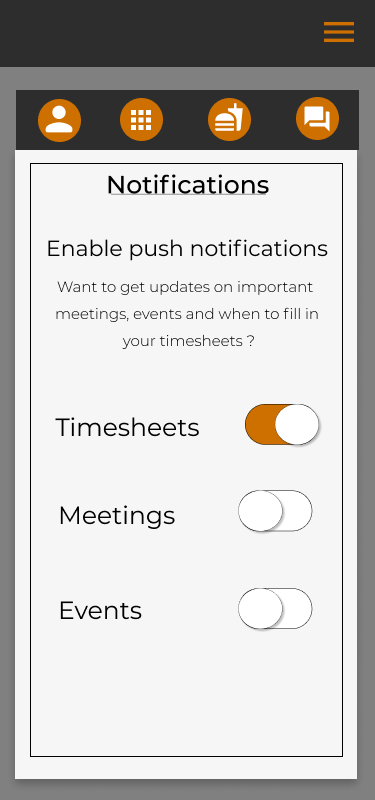 Notifications
Enable push notifications
Want to get updates on important
meetings, events and when to fill in
your timesheets ?
Timesheets
Meetings
Events